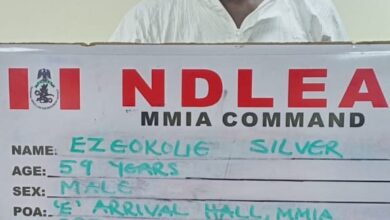 NDLEA
MMIA COMMAND
NAME: EZEOKOLIE SILVER
AGE: 59 YEARS
SEX: MALE
POA: 'E' ARRIVAL HALL, MMIA